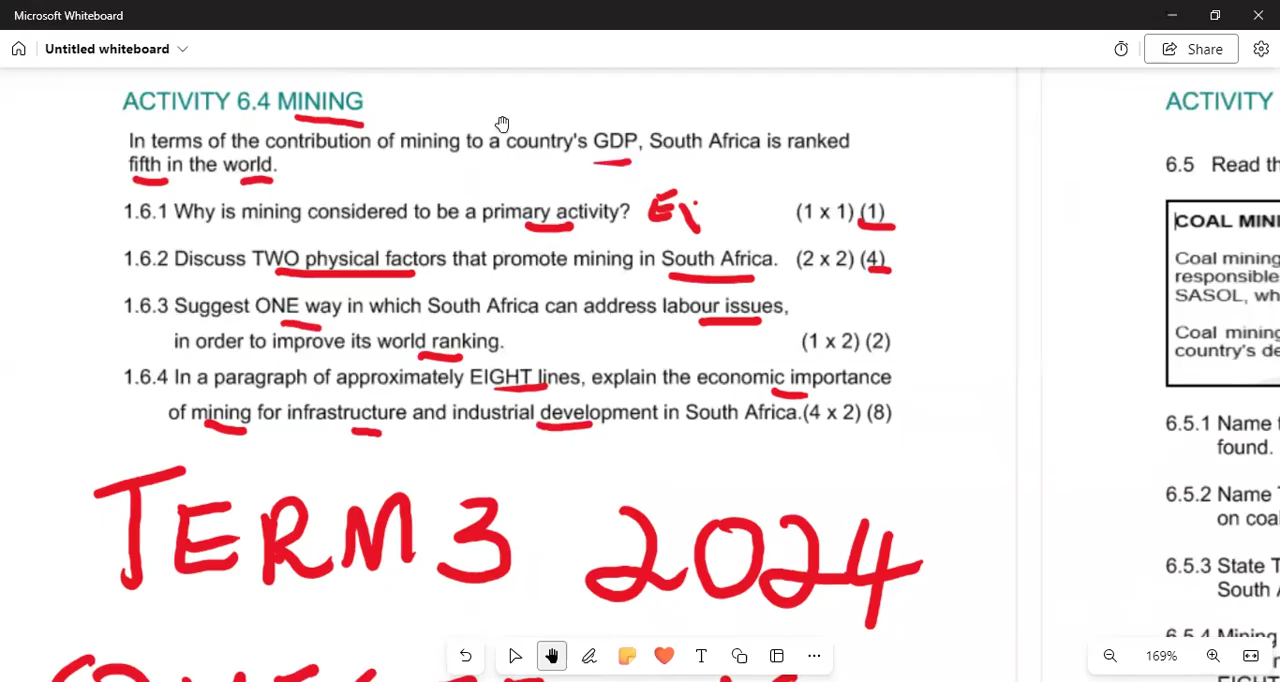 Microsoft Whiteboard
Untitled whiteboard
Share
ACTIVITY 6.4 MINING
In terms of the contribution of mining to a country's GDP, South Africa is ranked
fifth in the world.
1.6.1 Why is mining considered to be a primary activity? (1 x 1) (1)
1.6.2 Discuss TWO physical factors that promote mining in South Africa. (2 x 2) (4)
1.6.3 Suggest ONE way in which South Africa can address labour issues,
in order to improve its world ranking. (1 x 2) (2)
1.6.4 In a paragraph of approximately EIGHT lines, explain the economic importance
of mining for infrastructure and industrial development in South Africa.(4 x 2) (8)
TERM 3 2024
ACTIVITY
6.5 Read th
COAL MINI
Coal mining
responsible
SASOL, wh
Coal mining
country's de
6.5.1 Name t
found.
6.5.2 Name T
on coal
6.5.3 State T
South A
169%